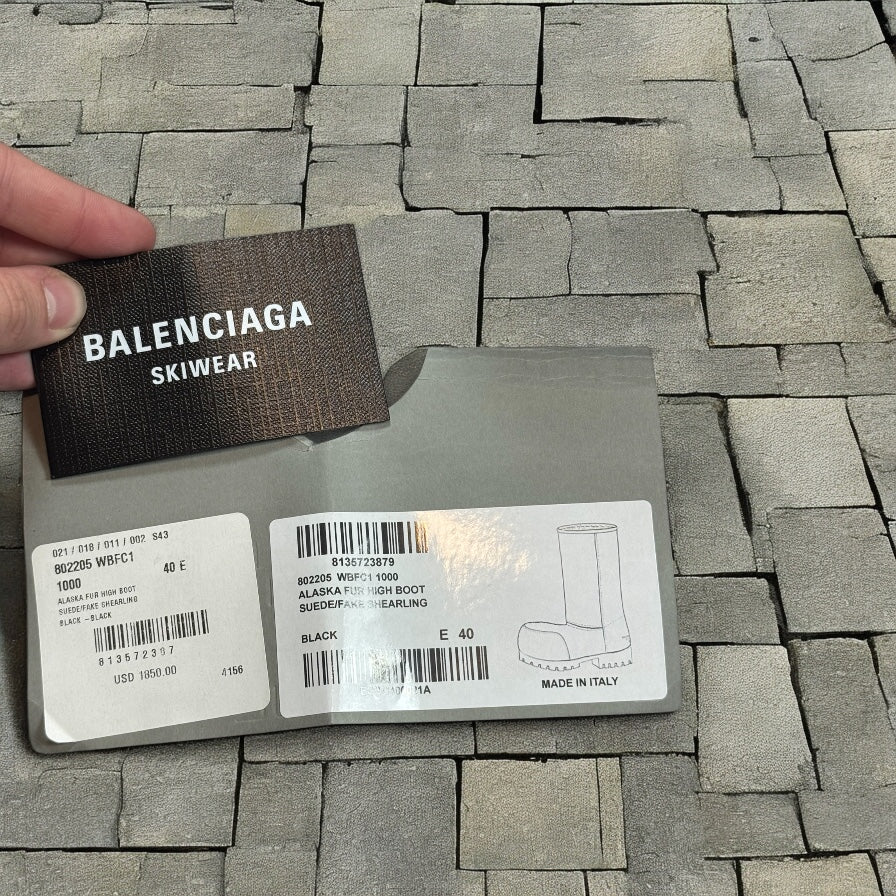 BALENCIAGA
SKIWEAR
021 / 018 / 011 / 002 S43
802205 WBFC1
1000
40 E
ALASKA FUR HIGH BOOT
SUEDE/FAKE SHEARLING
BLACK -BLACK
USD 1850.00
4156
8135723879
802205 WBFC1 1000
ALASKA FUR HIGH BOOT
SUEDE/FAKE SHEARLING
BLACK
E 40
MADE IN ITALY